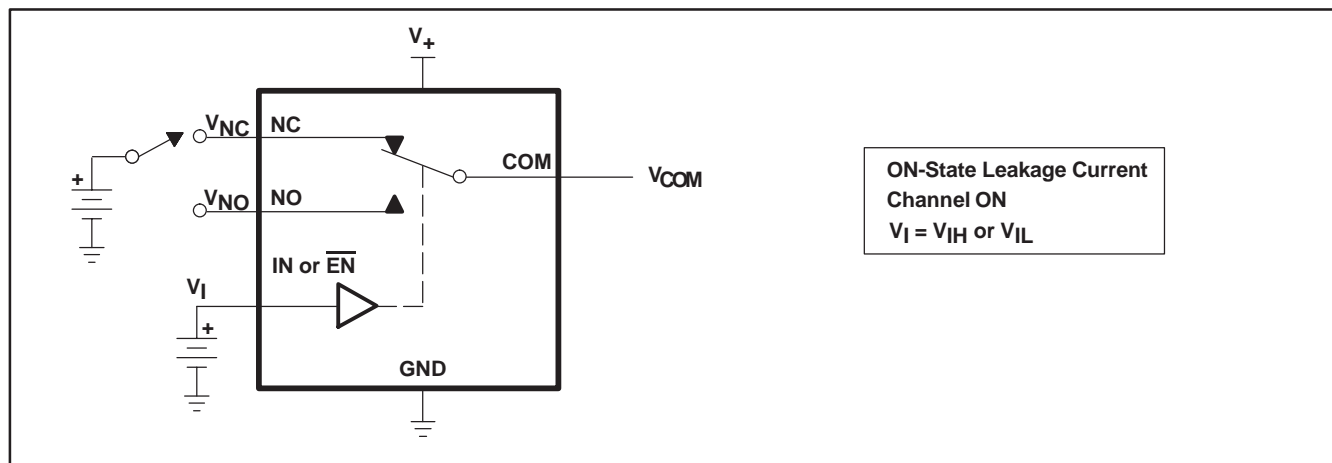 V+
VNC NC
COM
VCOM
VNO NO
IN or E̅N̅
VI
+
+
GND
ON-State Leakage Current
Channel ON
VI = VIH or VIL